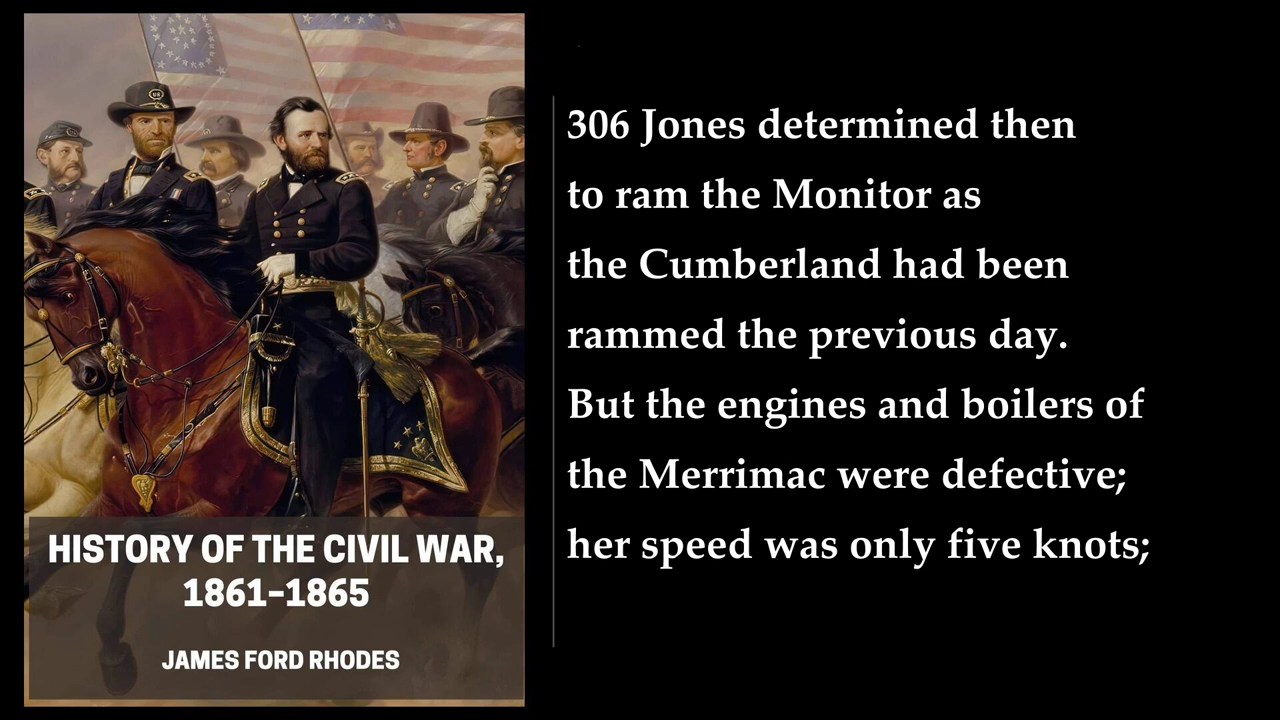 HISTORY OF THE CIVIL WAR,
1861–1865
JAMES FORD RHODES
306 Jones determined then
to ram the Monitor as
the Cumberland had been
rammed the previous day.
But the engines and boilers of
the Merrimac were defective;
her speed was only five knots;